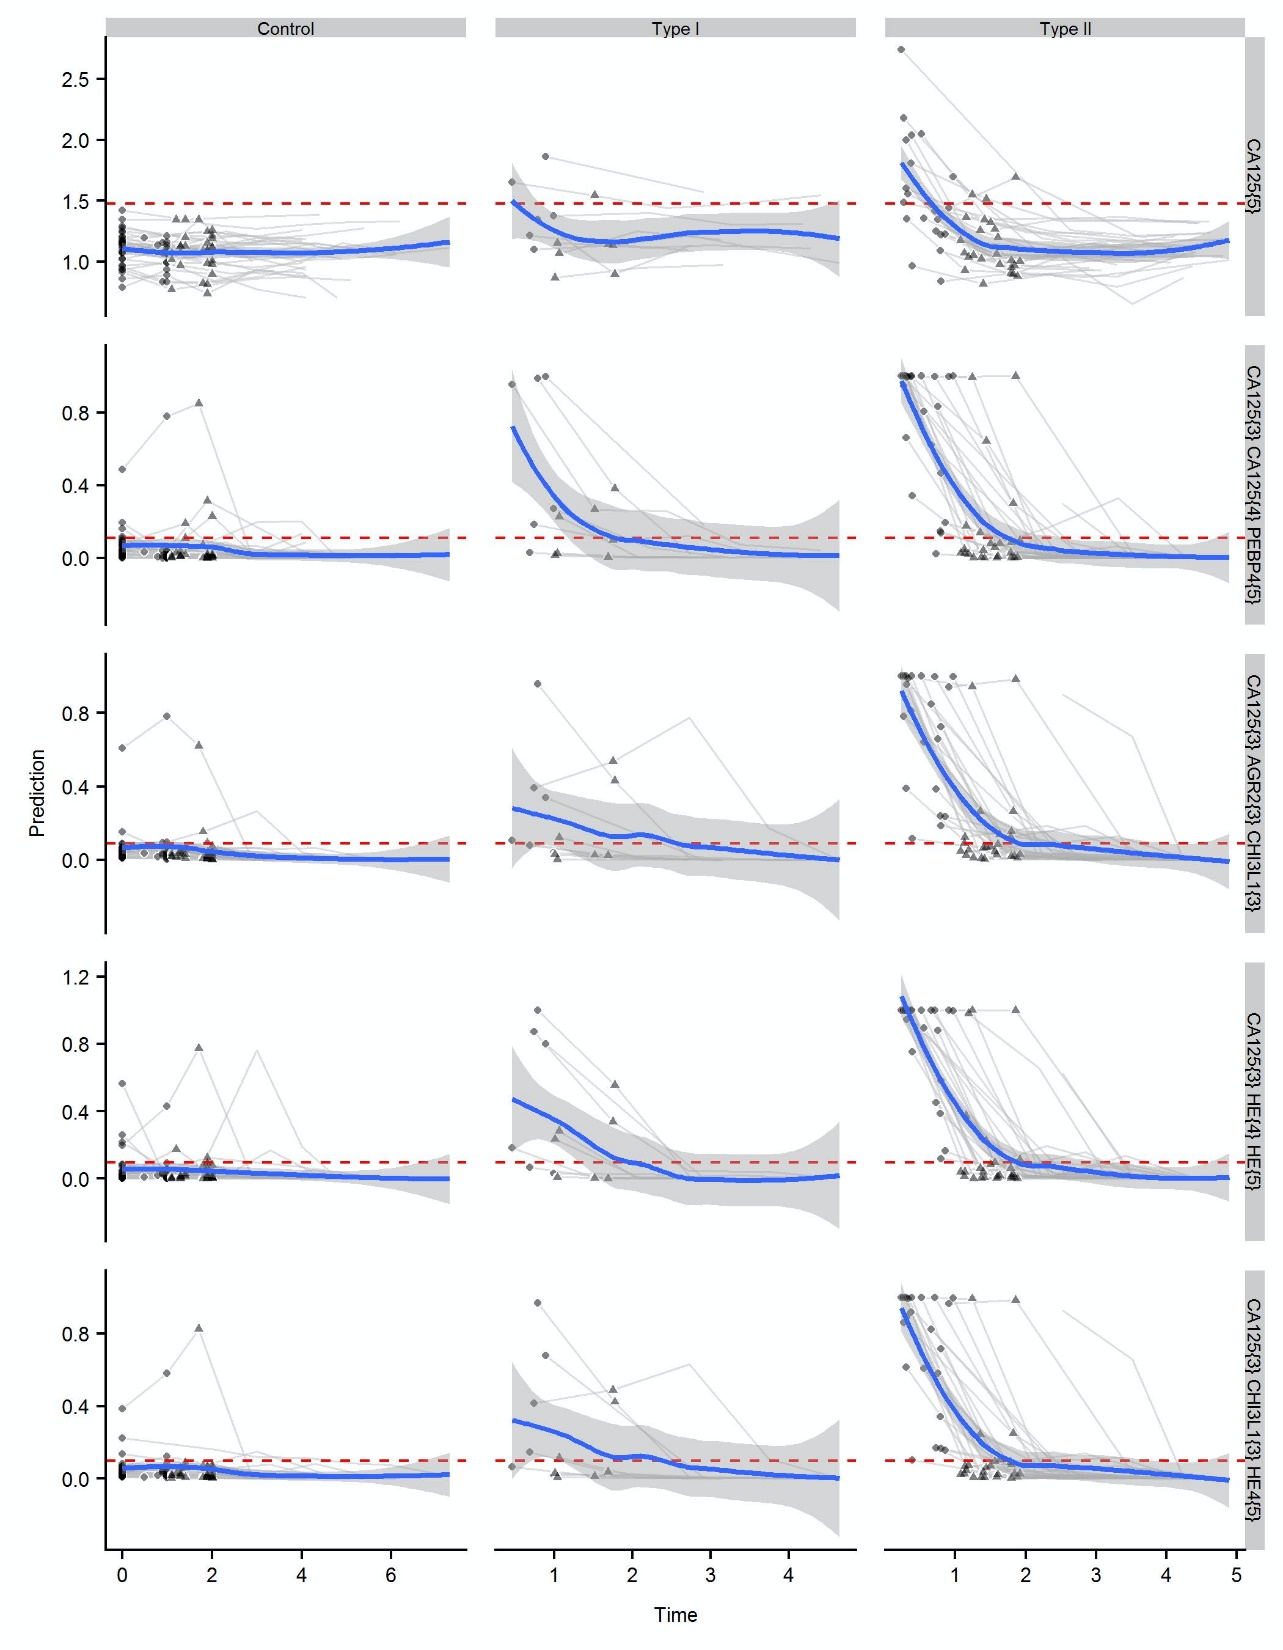 Control Type I Type II
2.5
2.0
1.5
1.0
CA125{5}
0.8
0.4
0.0
CA125{3} CA125{4} PEBP4{5}
0.8
0.4
0.0
CA125{3} AGR2{3} CHI3L1{3}
1.2
0.8
0.4
0.0
CA125{3} HE{4} HE{5}
0.8
0.4
0.0
CA125{3} CHI3L1{3} HE4{5}
Prediction
0 2 4 6 1 2 3 4 1 2 3 4 5
Time